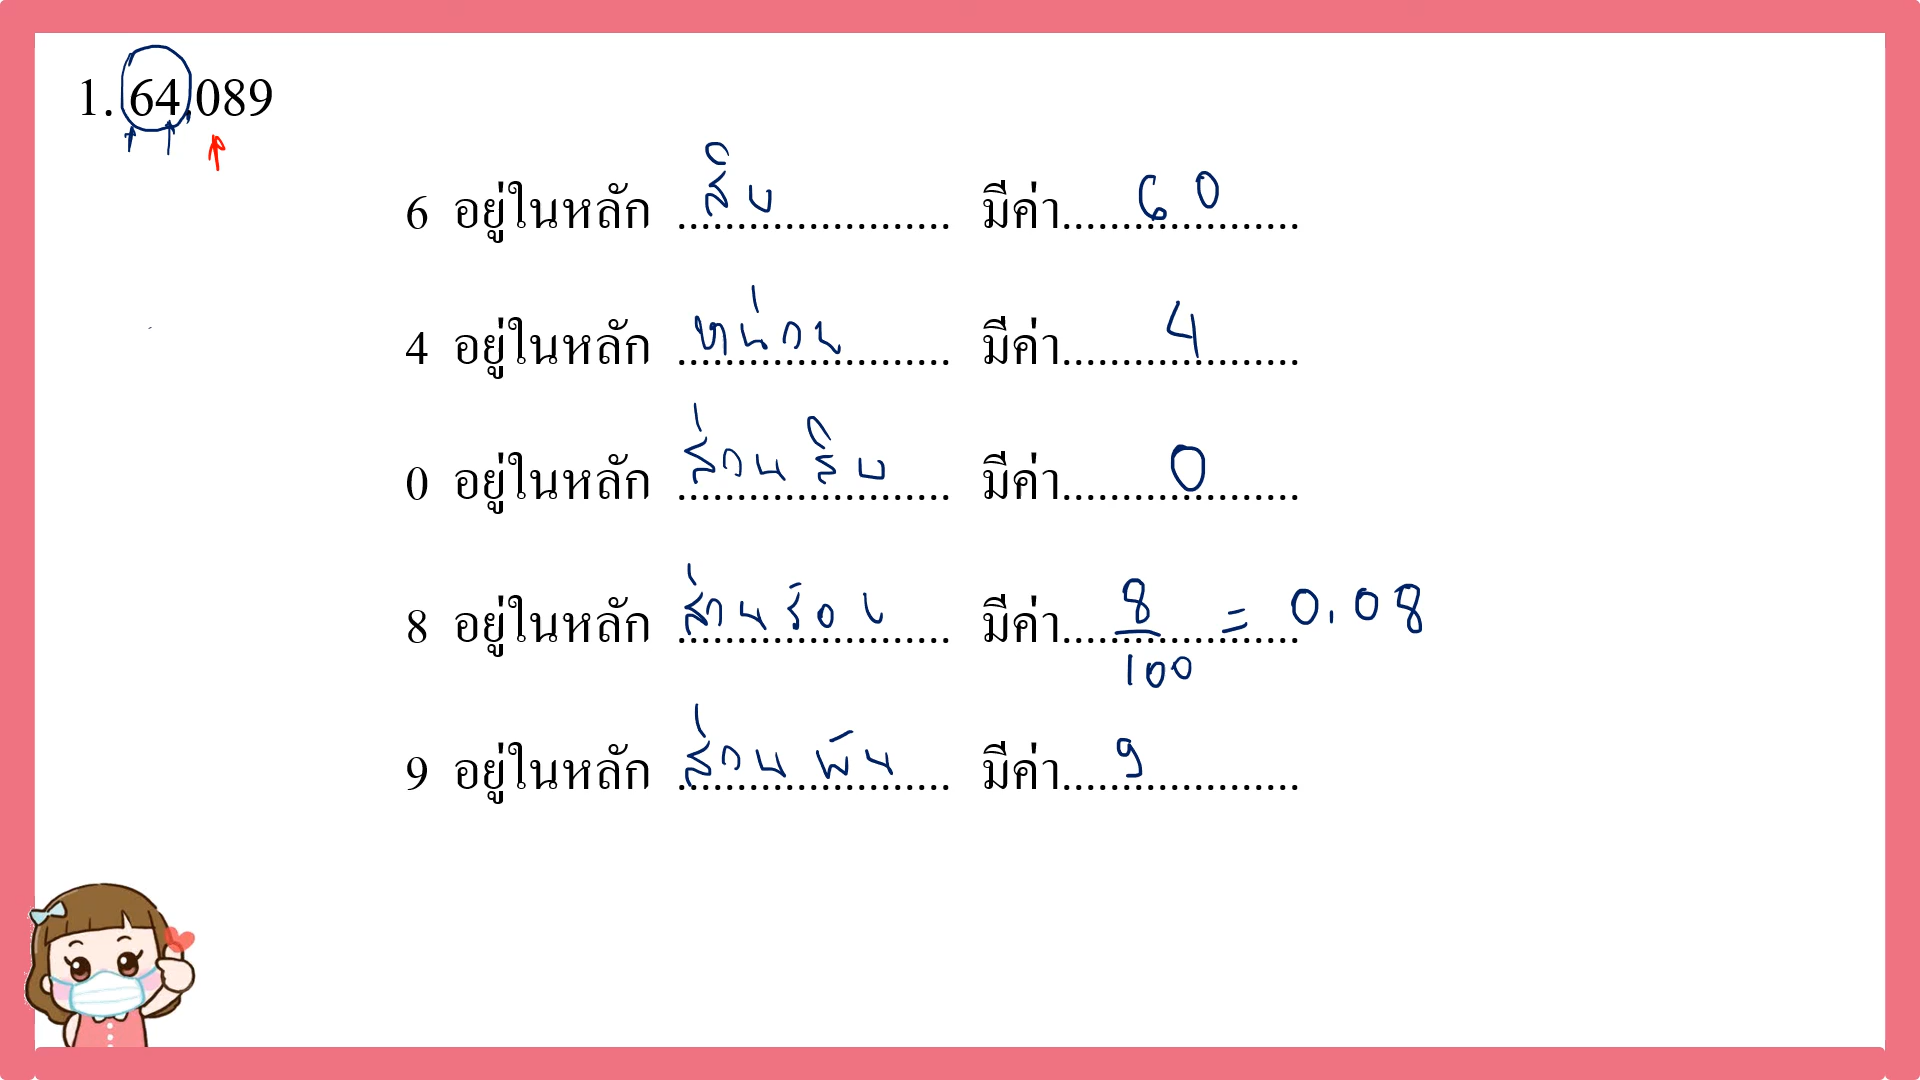 1. 64,089
6 อยู่ในหลัก สิบ มีค่า 60
4 อยู่ในหลัก หน่วย มีค่า 4
0 อยู่ในหลัก ส่วนสิบ มีค่า 0
8 อยู่ในหลัก ส่วนร้อย มีค่า 8/100 = 0.08
9 อยู่ในหลัก ส่วนพัน มีค่า 9